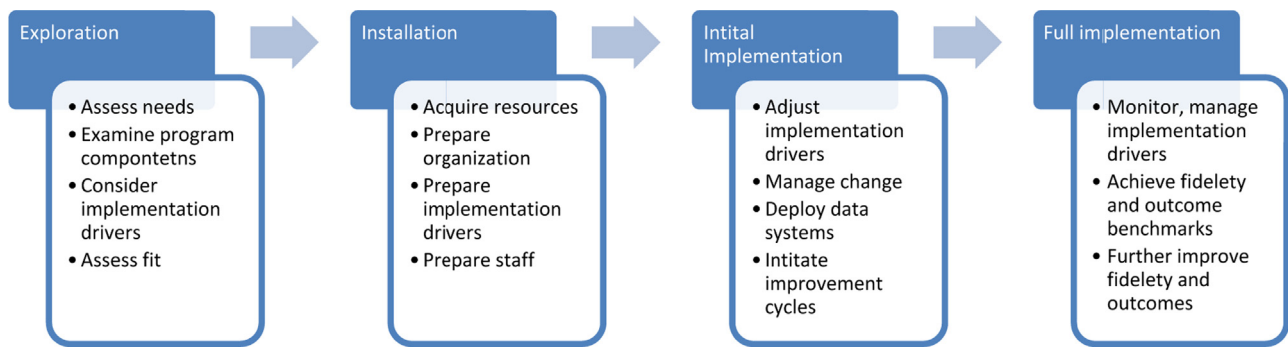 Exploration
• Assess needs
• Examine program
compontetns
• Consider
implementation
drivers
• Assess fit
Installation
• Acquire resources
• Prepare
organization
• Prepare
implementation
drivers
• Prepare staff
Intital
Implementation
• Adjust
implementation
drivers
• Manage change
• Deploy data
systems
• Intitate
improvement
cycles
Full implementation
• Monitor, manage
implementation
drivers
• Achieve fidelety
and outcome
benchmarks
• Further improve
fidelety and
outcomes